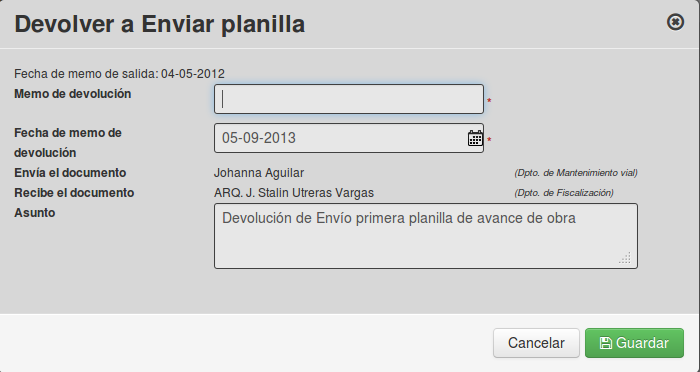 Devolver a Enviar planilla
Fecha de memo de salida: 04-05-2012
Memo de devolución *
Fecha de memo de devolución 05-09-2013 *
Envía el documento Johanna Aguilar (Dpto. de Mantenimiento vial)
Recibe el documento ARQ. J. Stalin Utreras Vargas (Dpto. de Fiscalización)
Asunto Devolución de Envío primera planilla de avance de obra
Cancelar Guardar